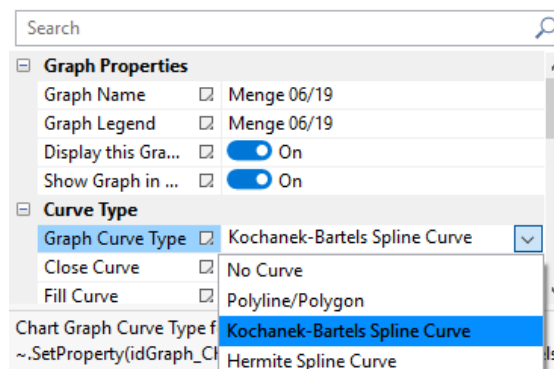 Search
Graph Properties
Graph Name Menge 06/19
Graph Legend Menge 06/19
Display this Gra... On
Show Graph in ... On
Curve Type
Graph Curve Type Kochanek-Bartels Spline Curve
Close Curve No Curve
Fill Curve Polyline/Polygon
Chart Graph Curve Type f Kochanek-Bartels Spline Curve
~.SetProperty(idGraph_Ch Hermite Spline Curve